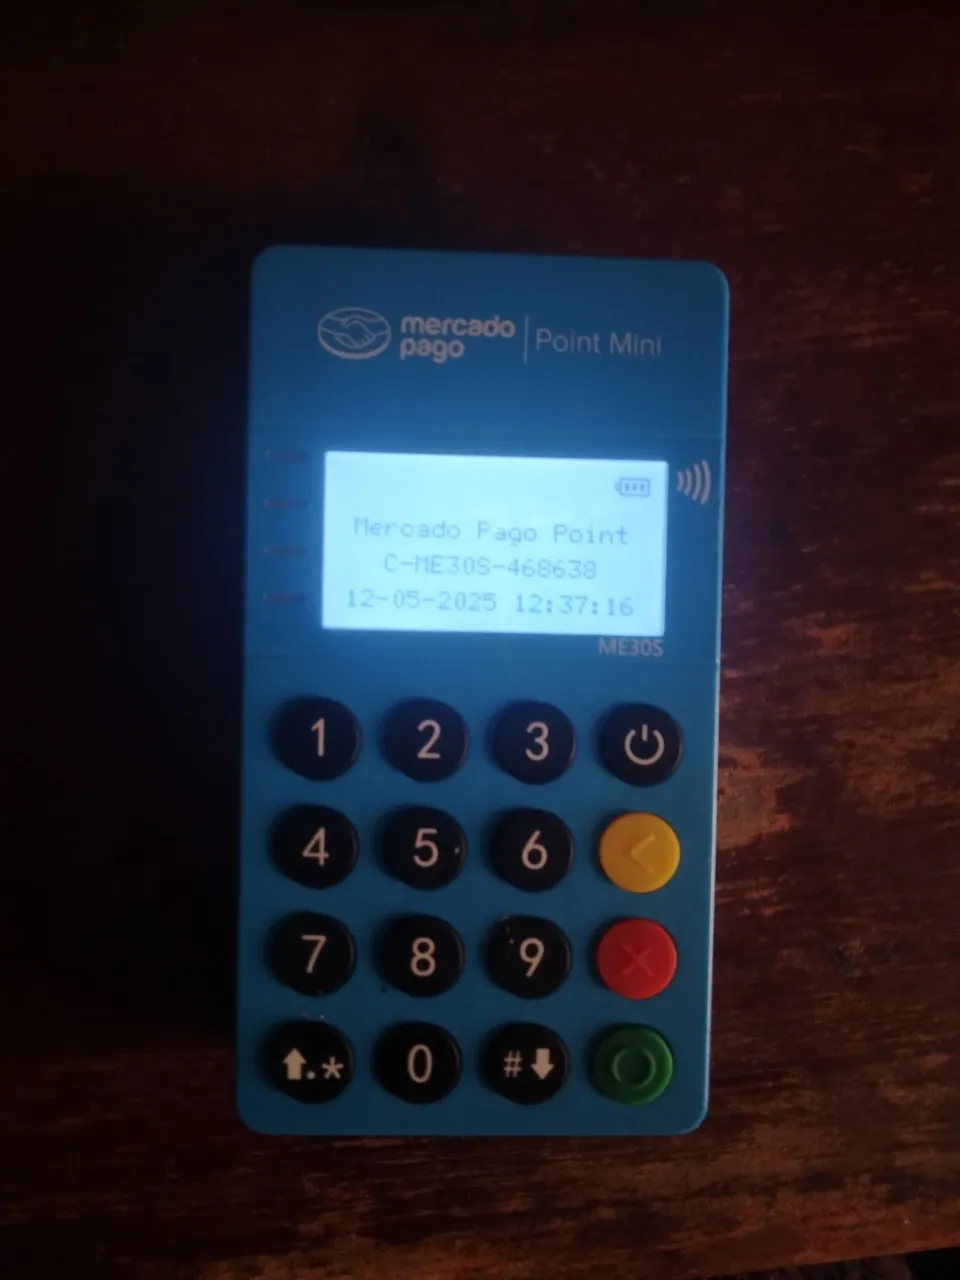 mercado
pago
Point Mini
Mercado Pago Point
C-ME30S-468638
12-05-2025 12:37:16
ME30S
1 2 3
4 5 6 <
7 8 9 X
.* 0 # O